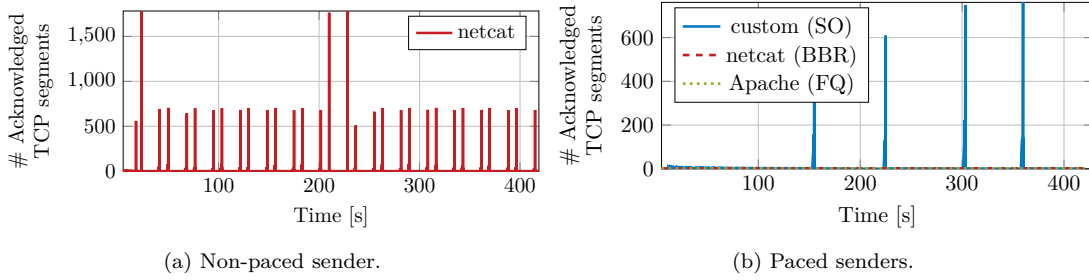 # Acknowledged
TCP segments
1,500
1,000
500
0
100
200
300
400
netcat
Time [s]
(a) Non-paced sender.
# Acknowledged
TCP segments
600
400
200
0
100
200
300
400
custom (SO)
netcat (BBR)
Apache (FQ)
Time [s]
(b) Paced senders.